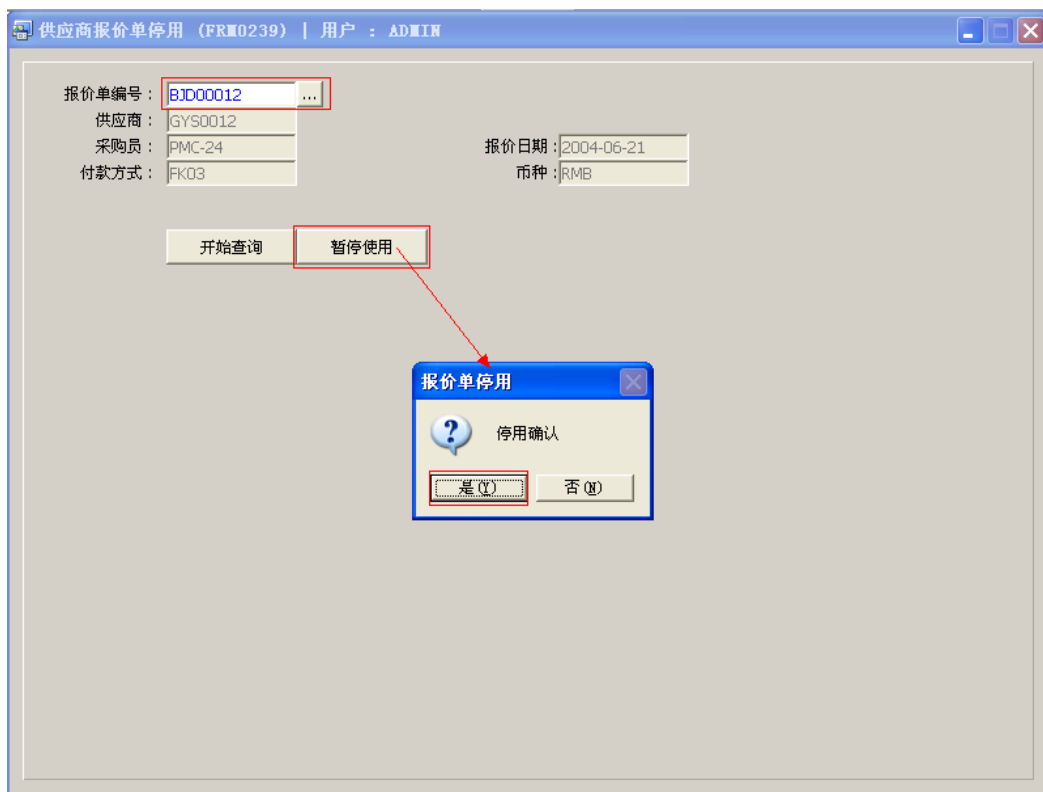 供应商报价单停用 (FRM0239) | 用户 : ADMIN
报价单编号： BJD00012 ...
供应商： GYS0012
采购员： PMC-24 报价日期： 2004-06-21
付款方式： FK03 币种： RMB
开始查询 暂停使用
报价单停用
停用确认
是(Y) 否(N)